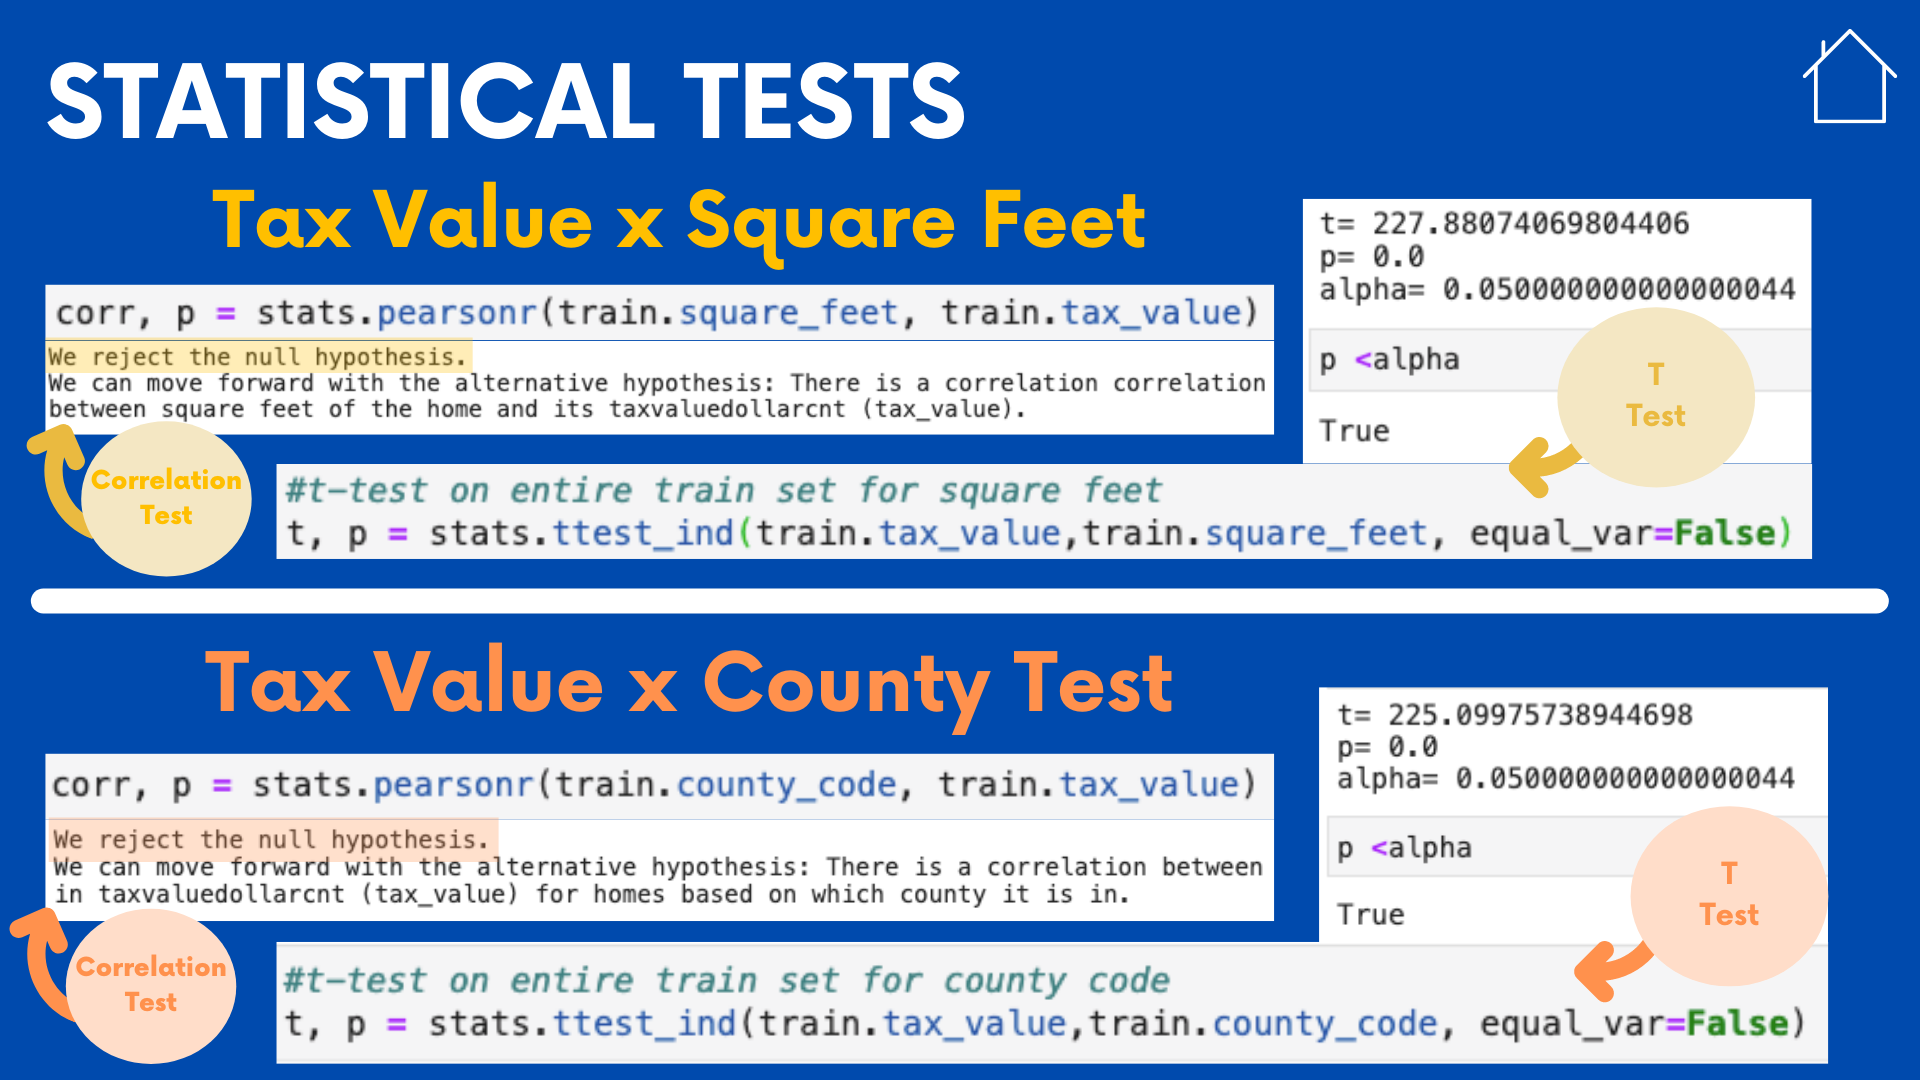 STATISTICAL TESTS
Tax Value x Square Feet
corr, p = stats.pearsonr(train.square_feet, train.tax_value)
We reject the null hypothesis.
We can move forward with the alternative hypothesis: There is a correlation correlation
between square feet of the home and its taxvaluedollarcnt (tax_value).
Correlation
Test
t= 227.88074069804406
p= 0.0
alpha= 0.050000000000000044
p <alpha
True
T
Test
#t-test on entire train set for square feet
t, p = stats.ttest_ind(train.tax_value,train.square_feet, equal_var=False)
Tax Value x County Test
corr, p = stats.pearsonr(train.county_code, train.tax_value)
We reject the null hypothesis.
We can move forward with the alternative hypothesis: There is a correlation between
in taxvaluedollarcnt (tax_value) for homes based on which county it is in.
Correlation
Test
t= 225.09975738944698
p= 0.0
alpha= 0.050000000000000044
p <alpha
True
T
Test
#t-test on entire train set for county code
t, p = stats.ttest_ind(train.tax_value,train.county_code, equal_var=False)